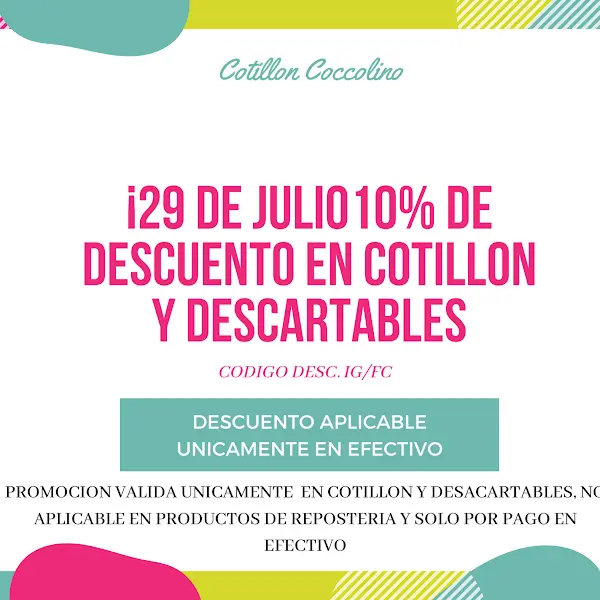 Cotillon Coccolino
¡29 DE JULIO 10% DE
DESCUENTO EN COTILLON
Y DESCARTABLES
CODIGO DESC. IG/FC
DESCUENTO APLICABLE
UNICAMENTE EN EFECTIVO
PROMOCION VALIDA UNICAMENTE EN COTILLON Y DESACARTABLES, NO
APLICABLE EN PRODUCTOS DE REPOSTERIA Y SOLO POR PAGO EN
EFECTIVO